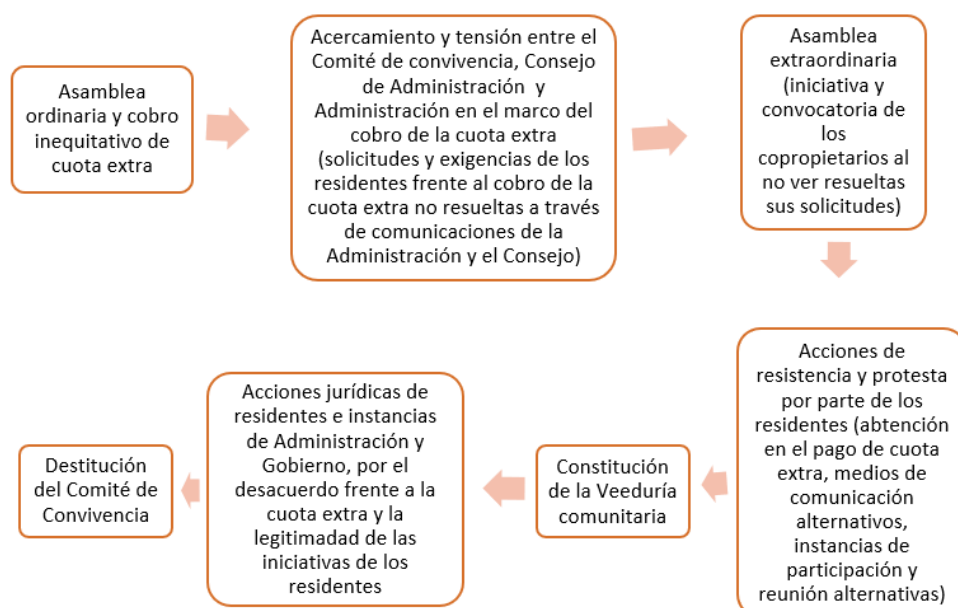 Asamblea
ordinaria y cobro
inequitativo de
cuota extra
Acercamiento y tensión entre el
Comité de convivencia, Consejo
de Administración y
Administración en el marco del
cobro de la cuota extra
(solicitudes y exigencias de los
residentes frente al cobro de la
cuota extra no resueltas a través
de comunicaciones de la
Administración y el Consejo)
Asamblea
extraordinaria
(iniciativa y
convocatoria de
los
copropietarios al
no ver resueltas
sus solicitudes)
Acciones de
resistencia y protesta
por parte de los
residentes (abtención
en el pago de cuota
extra, medios de
comunicación
alternativos,
instancias de
participación y
reunión alternativas)
Constitución
de la Veeduría
comunitaria
Acciones jurídicas de
residentes e instancias
de Administración y
Gobierno, por el
desacuerdo frente a la
cuota extra y la
legitimadad de las
iniciativas de los
residentes
Destitución
del Comité de
Convivencia